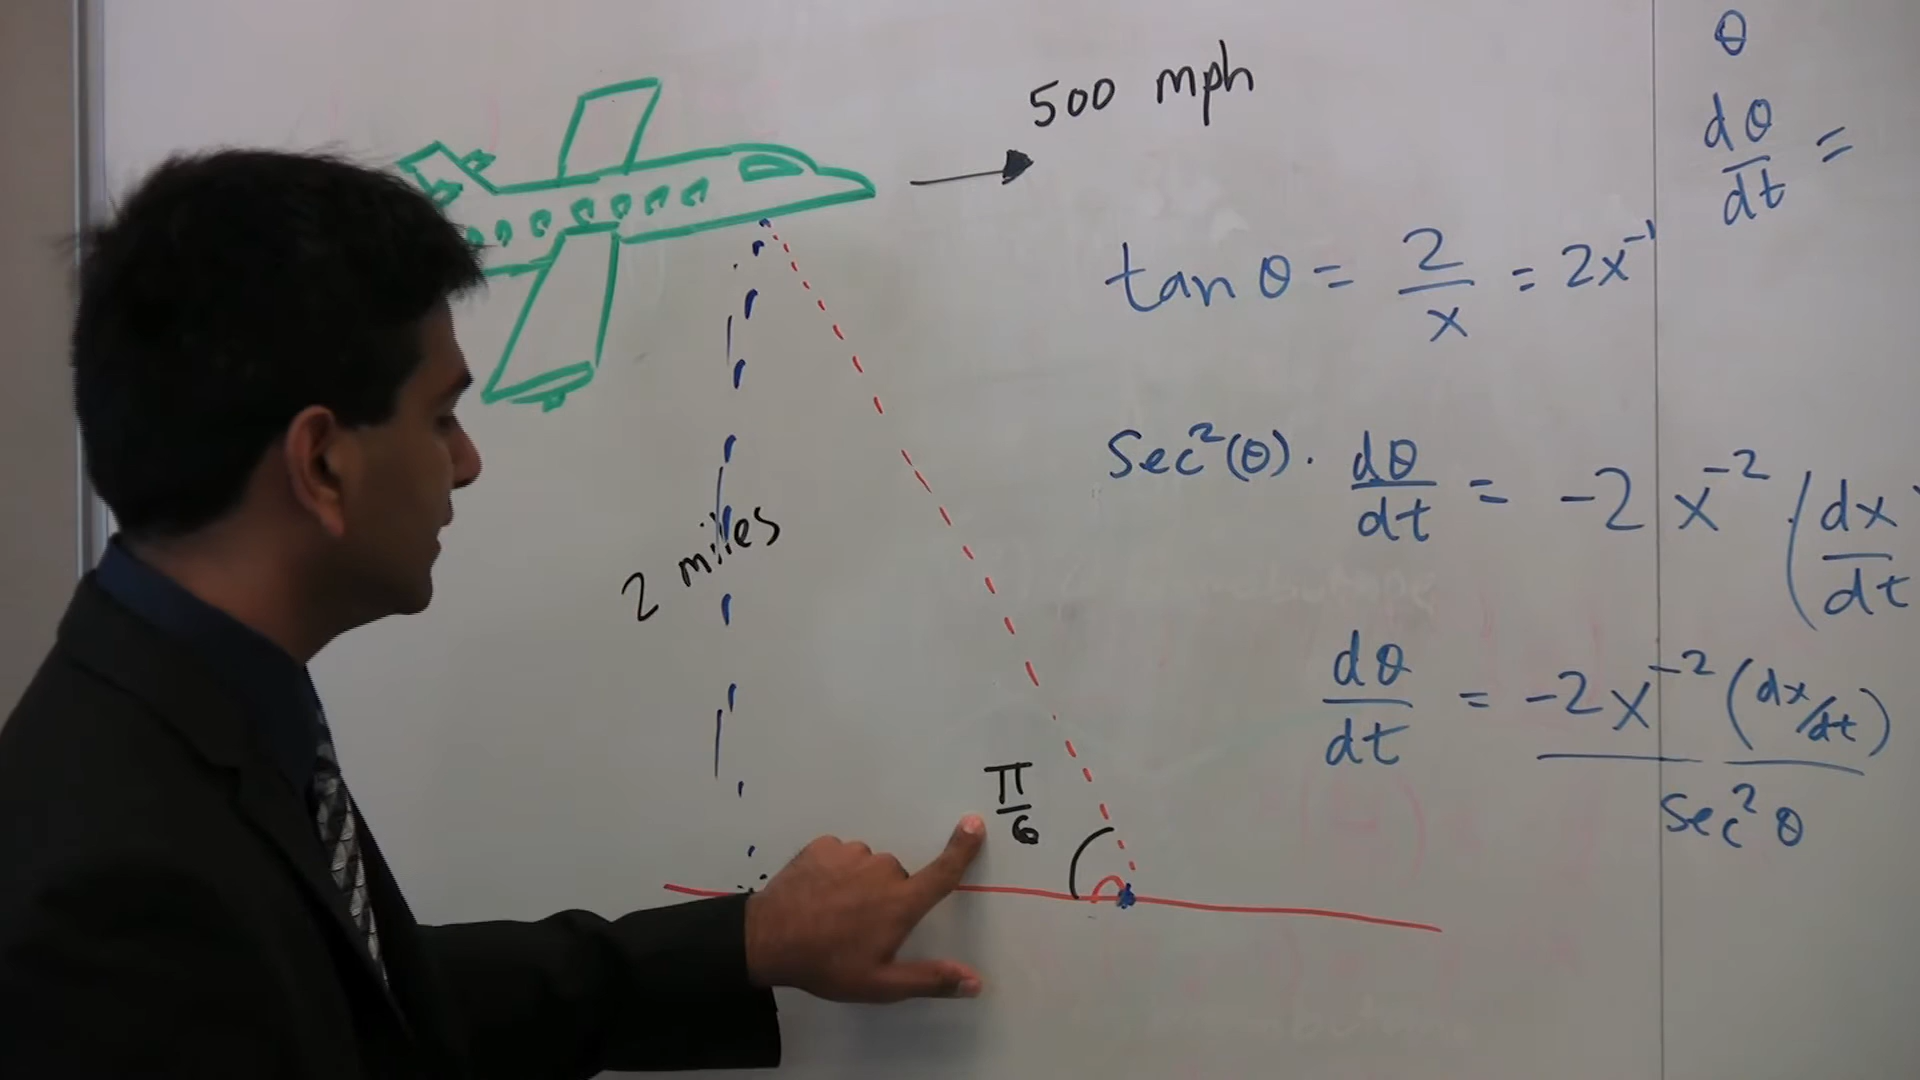 500 mph
θ
dθ/dt =
tan θ = 2/x = 2x⁻¹
Sec²(θ) · dθ/dt = -2 x⁻² · (dx/dt
2 miles
dθ/dt = -2x⁻² (dx/dt) / Sec² θ
π/6